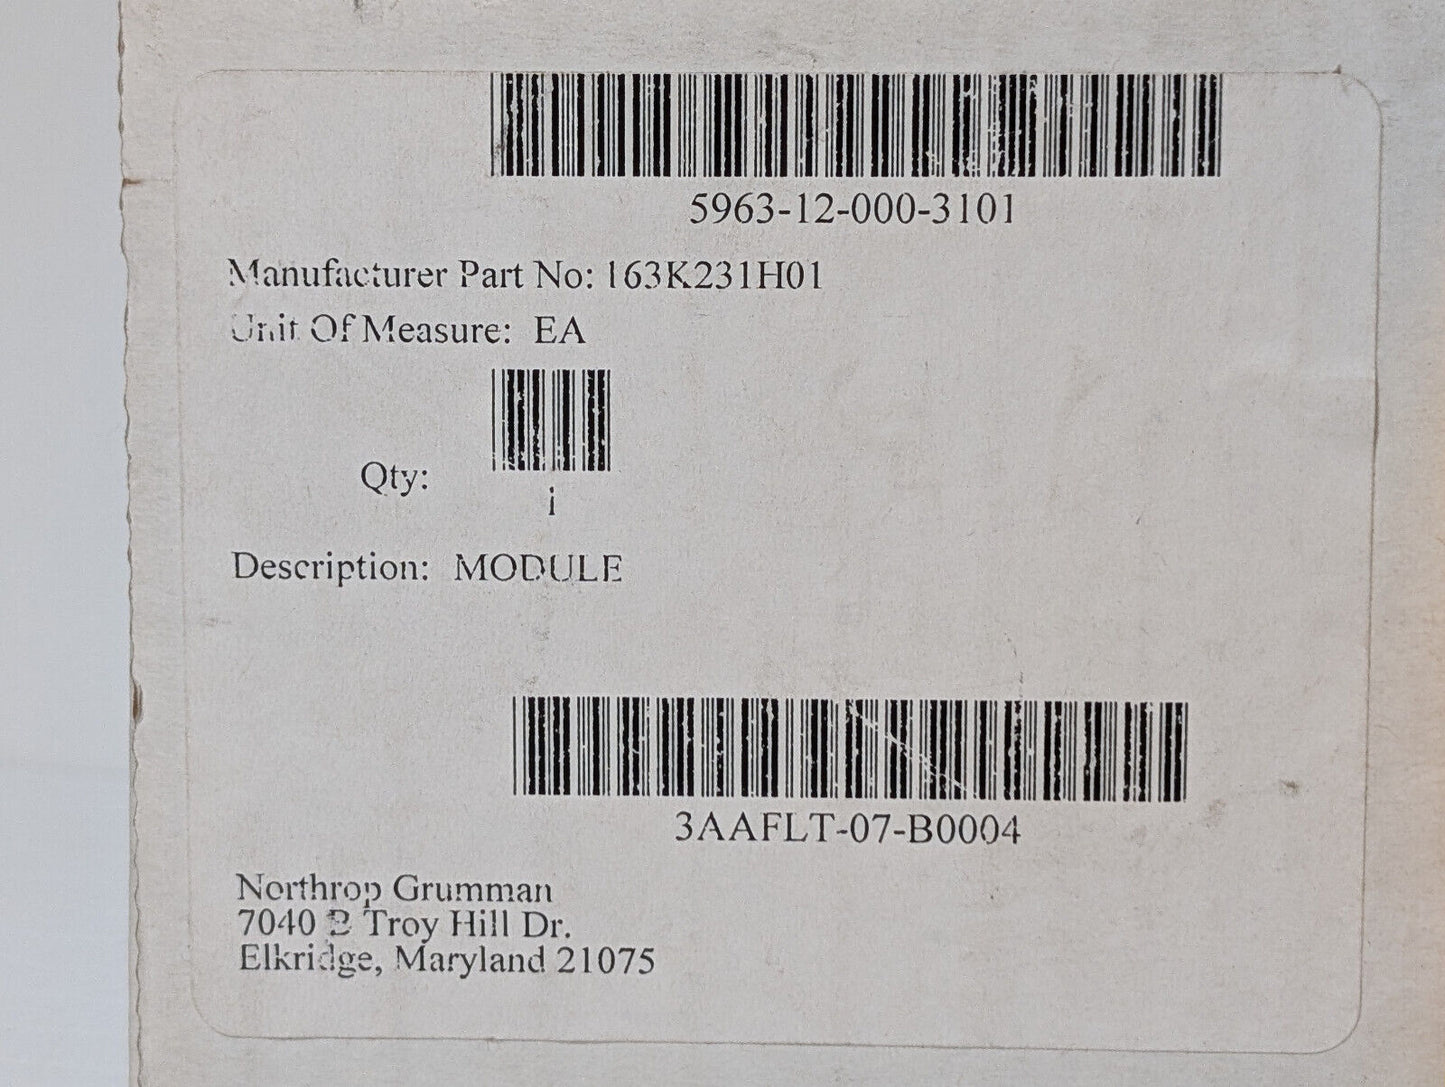 5963-12-000-3101
Manufacturer Part No: 163K231H01
Unit Of Measure: EA
Qty:
1
Description: MODULE
3AAFLT-07-B0004
Northrop Grumman
7040 B Troy Hill Dr.
Elkridge, Maryland 21075